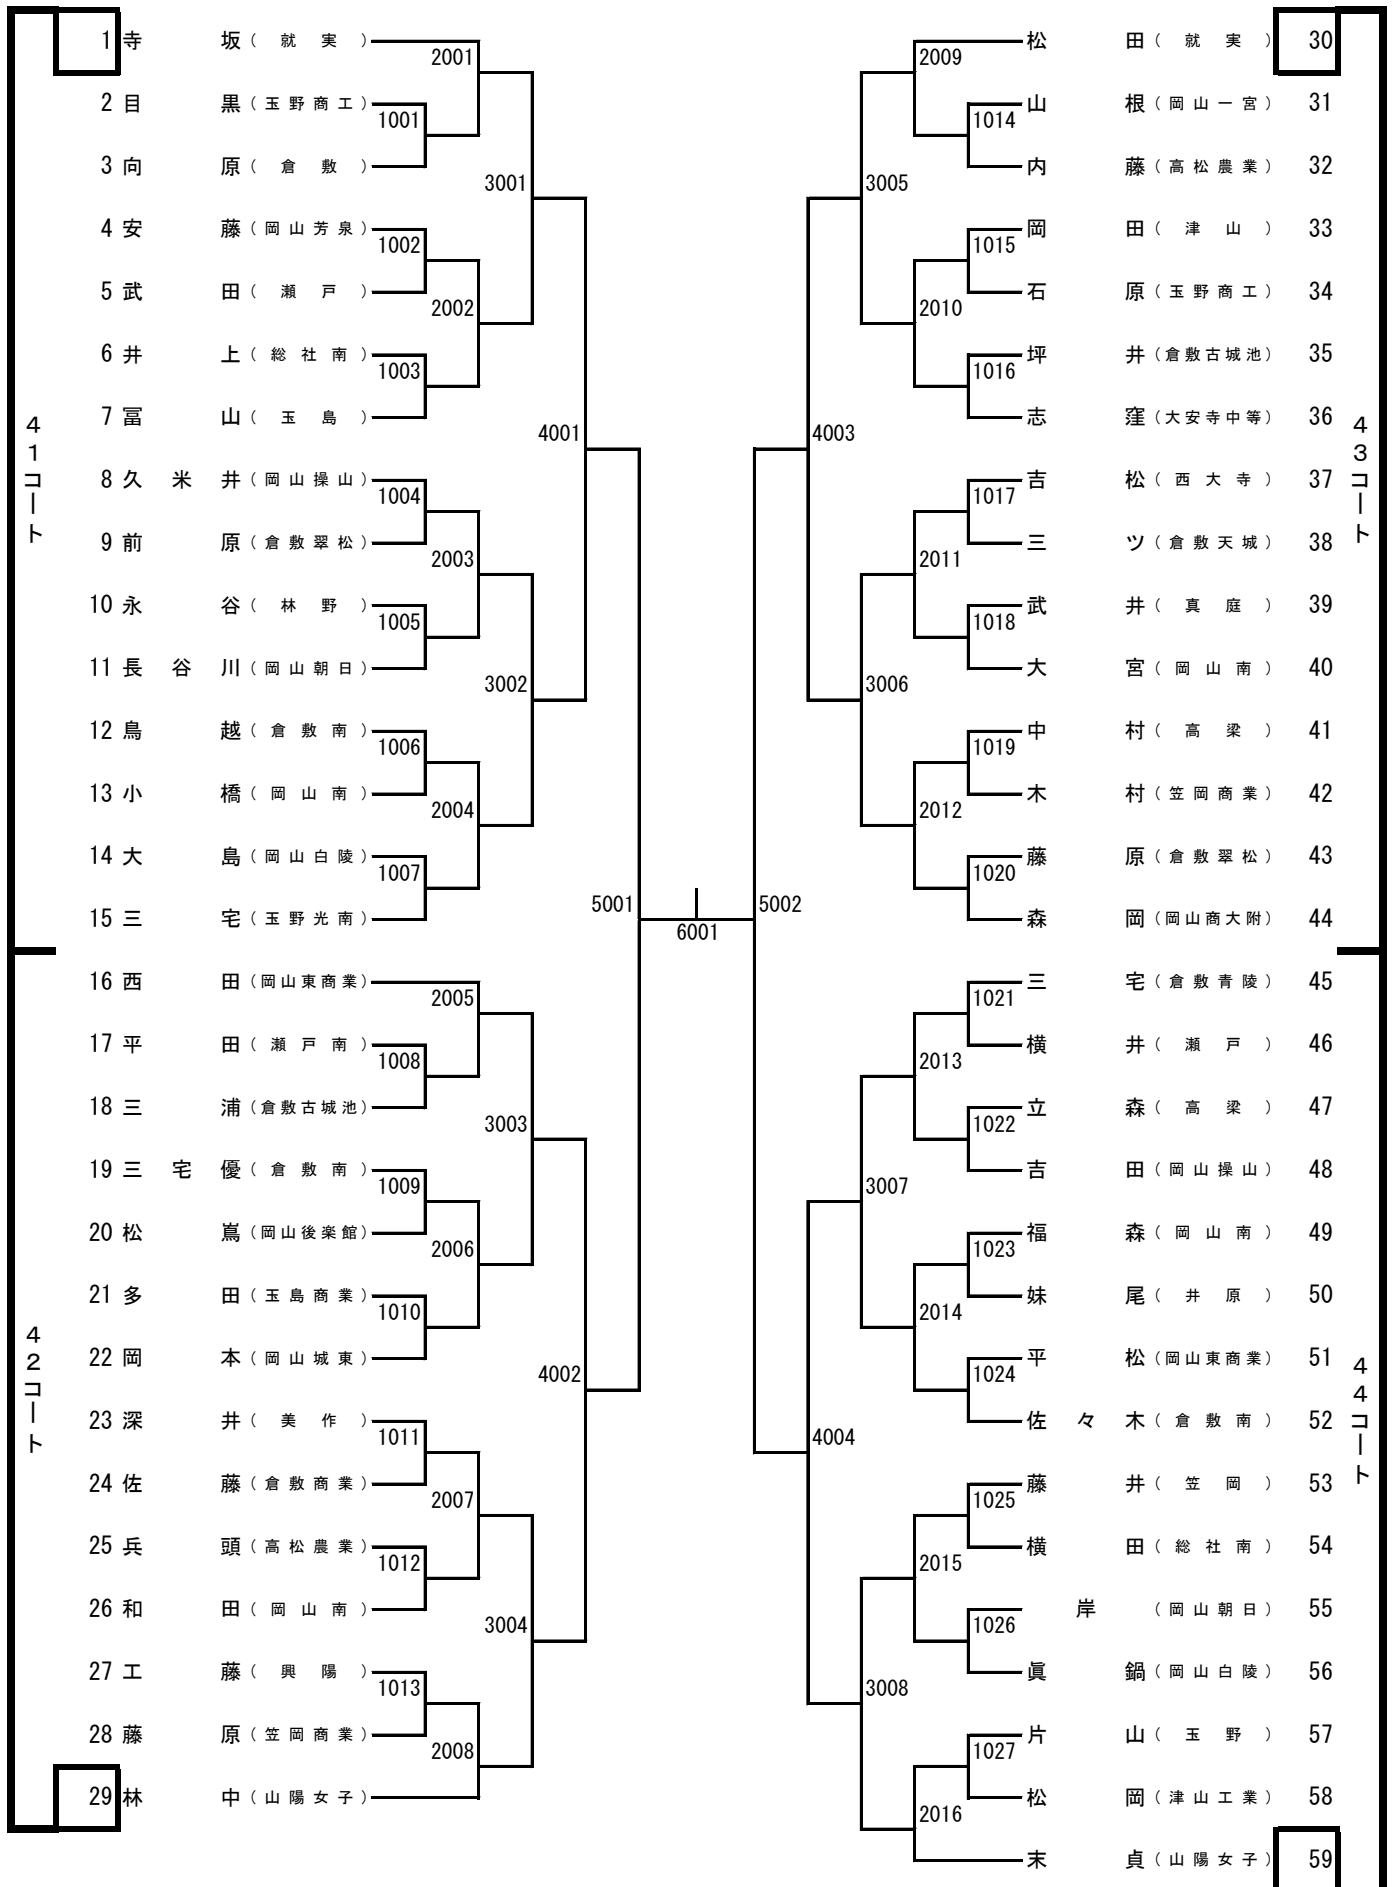 41コート
1 寺坂（就実）
2001
2 目黒（玉野商工）
1001
3 向原（倉敷）
3001
4 安藤（岡山芳泉）
1002
5 武田（瀬戸）
2002
6 井上（総社南）
1003
7 冨山（玉島）
4001
8 久米井（岡山操山）
1004
9 前原（倉敷翠松）
2003
10 永谷（林野）
1005
11 長谷川（岡山朝日）
3002
12 鳥越（倉敷南）
1006
13 小橋（岡山南）
2004
14 大島（岡山白陵）
1007
15 三宅（玉野光南）
5001
42コート
16 西田（岡山東商業）
2005
17 平田（瀬戸南）
1008
18 三浦（倉敷古城池）
3003
19 三宅優（倉敷南）
1009
20 松嶌（岡山後楽館）
2006
21 多田（玉島商業）
1010
22 岡本（岡山城東）
4002
23 深井（美作）
1011
24 佐藤（倉敷商業）
2007
25 兵頭（高松農業）
1012
26 和田（岡山南）
3004
27 工藤（興陽）
1013
28 藤原（笠岡商業）
2008
29 林中（山陽女子）
6001
43コート
松田（就実） 30
2009
山根（岡山一宮） 31
1014
内藤（高松農業） 32
3005
岡田（津山） 33
1015
石原（玉野商工） 34
2010
坪井（倉敷古城池） 35
1016
志窪（大安寺中等） 36
4003
吉松（西大寺） 37
1017
三ツ（倉敷天城） 38
2011
武井（真庭） 39
1018
大宮（岡山南） 40
3006
中村（高梁） 41
1019
木村（笠岡商業） 42
2012
藤原（倉敷翠松） 43
1020
森岡（岡山商大附） 44
5002
44コート
三宅（倉敷青陵） 45
1021
横井（瀬戸） 46
2013
立森（高梁） 47
1022
吉田（岡山操山） 48
3007
福森（岡山南） 49
1023
妹尾（井原） 50
2014
平松（岡山東商業） 51
1024
佐々木（倉敷南） 52
4004
藤井（笠岡） 53
1025
横田（総社南） 54
2015
岸（岡山朝日） 55
1026
眞鍋（岡山白陵） 56
3008
片山（玉野） 57
1027
松岡（津山工業） 58
2016
末貞（山陽女子） 59